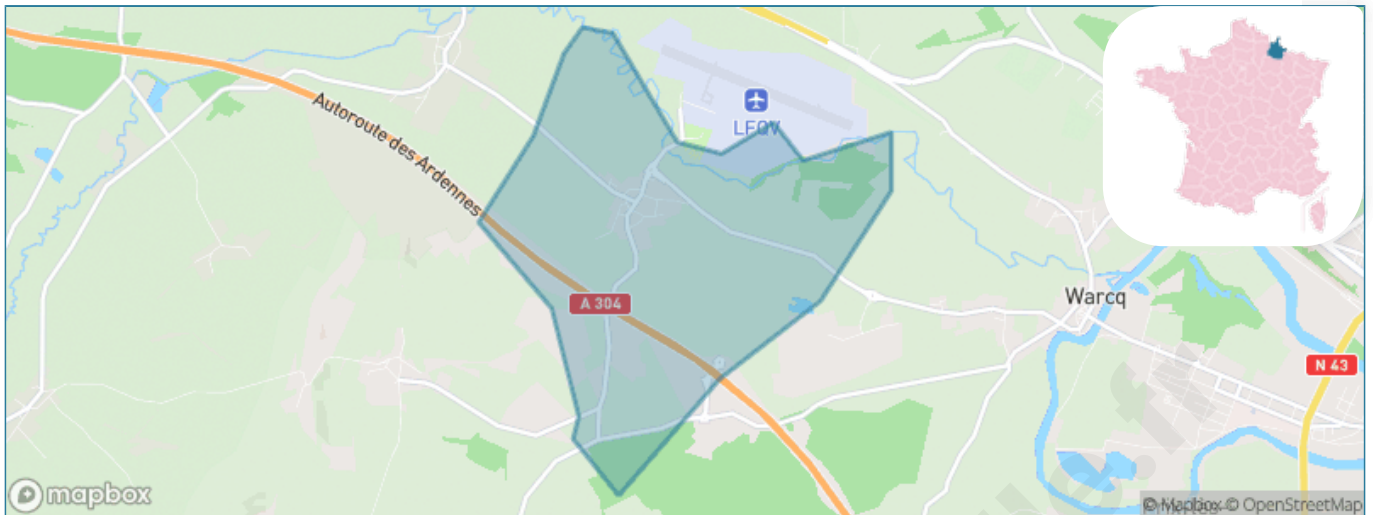 Autoroute des Ardennes
LFQV
A 304
Warcq
N 43
mapbox
© Mapbox © OpenStreetMap